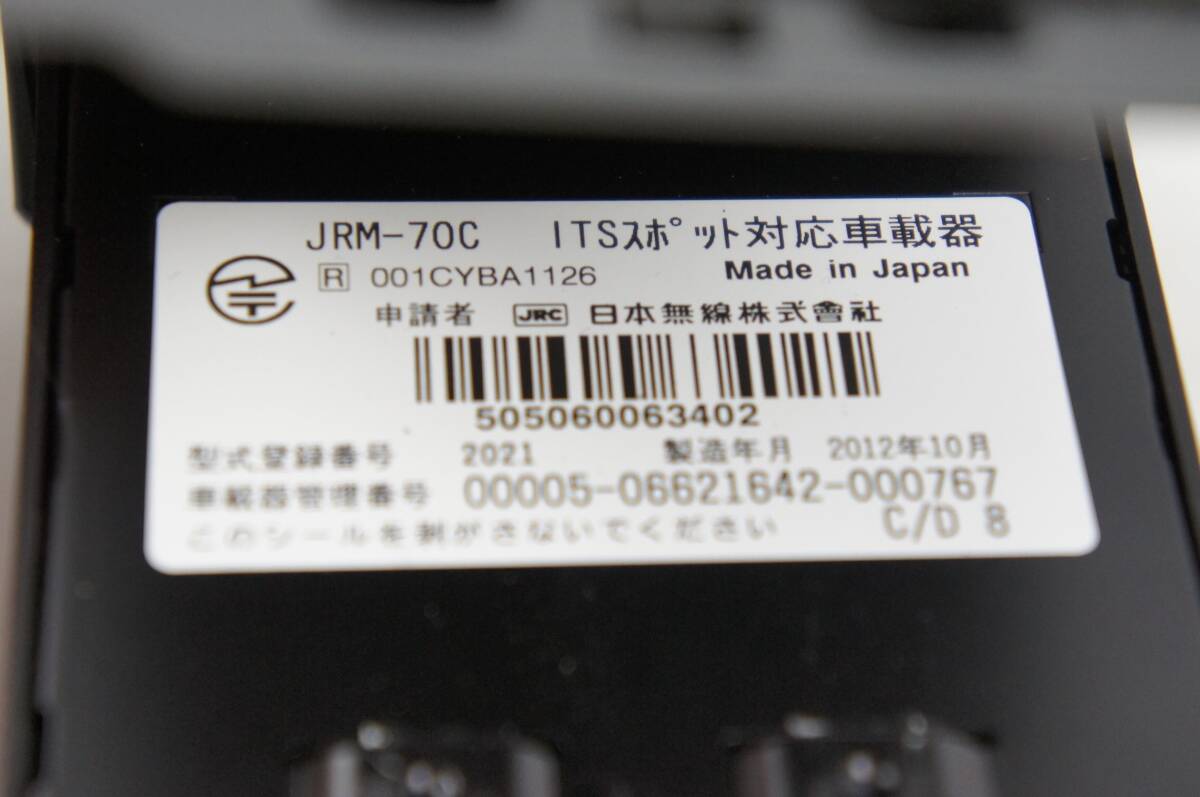 JRM-70C ITSｽﾎﾟｯﾄ対応車載器
R 001CYBA1126 Made in Japan
申請者 JRC 日本無線株式會社
505060063402
型式登録番号 2021 製造年月 2012年10月
車載器管理番号 00005-06621642-000767
このシールを剥がさないでください C/D 8